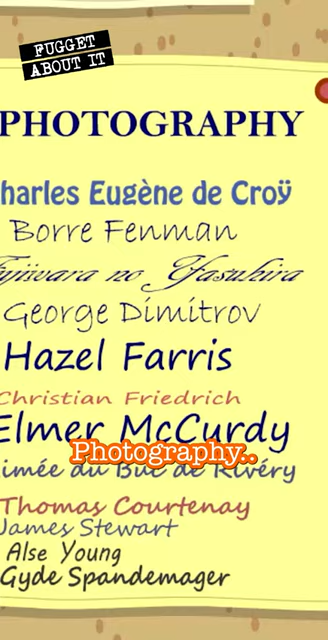 FUGGET
ABOUT IT
PHOTOGRAPHY
harles Eugène de Croÿ
Borre Fenman
Fujiwara no Yasuhira
George Dimitrov
Hazel Farris
Christian Friedrich
Elmer McCurdy
Photography..
imée du Buc de Rivéry
Thomas Courtenay
James Stewart
Alse Young
Gyde Spandemager